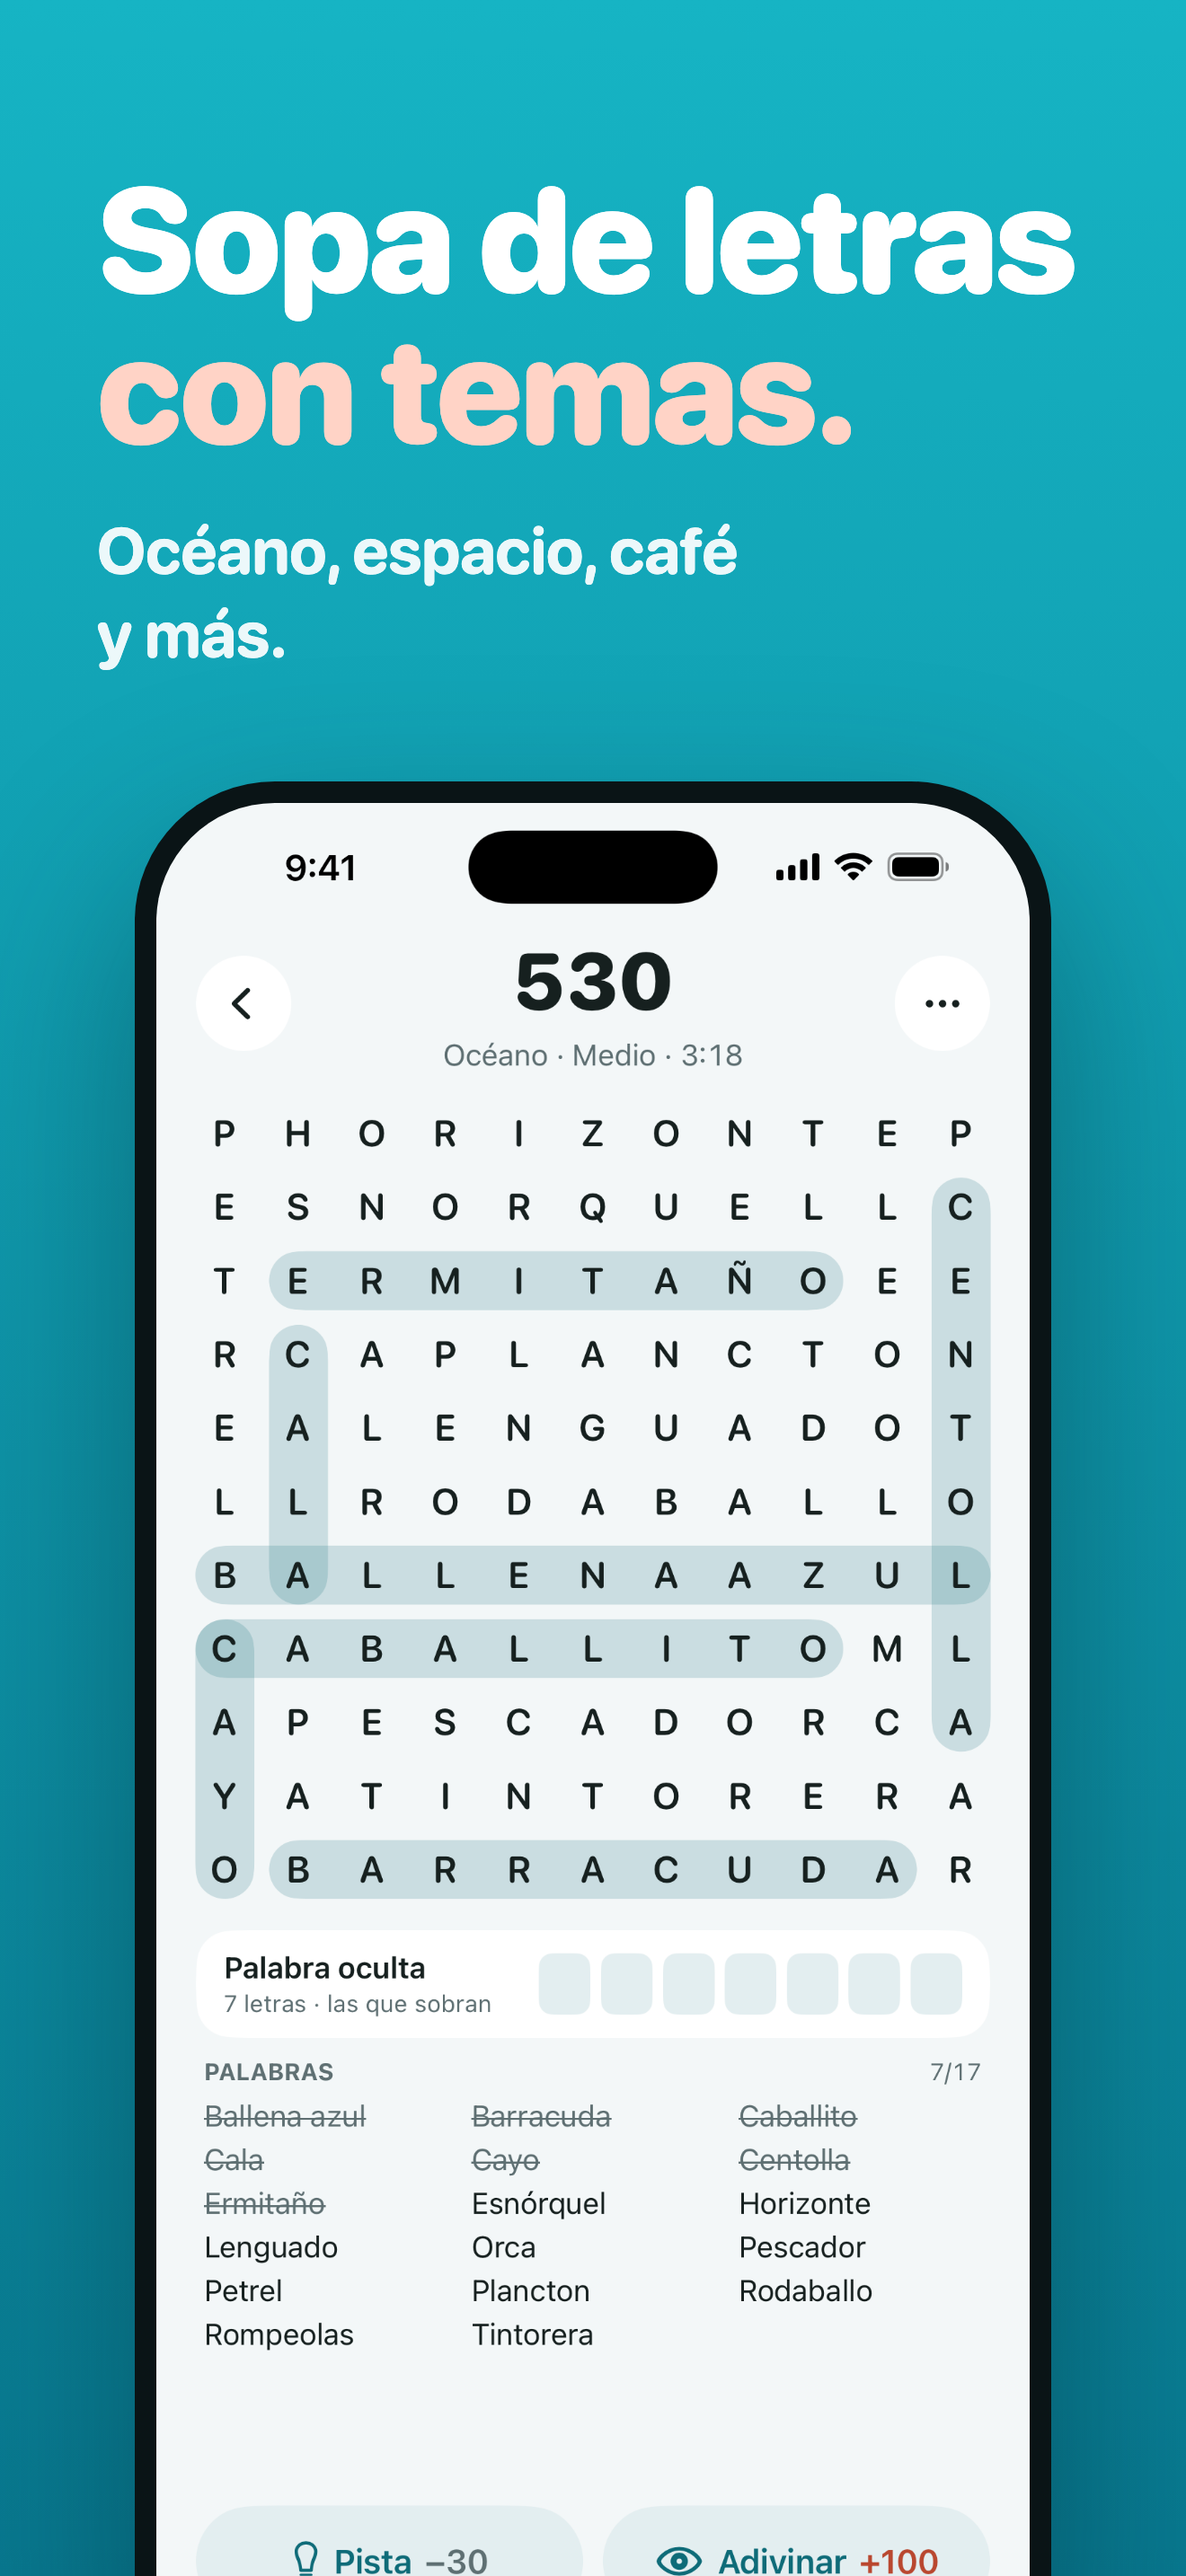 Sopa de letras
con temas.
Océano, espacio, café
y más.
9:41
530
Océano · Medio · 3:18
P H O R I Z O N T E P
E S N O R Q U E L L C
T E R M I T A Ñ O E E
R C A P L A N C T O N
E A L E N G U A D O T
L L R O D A B A L L O
B A L L E N A A Z U L
C A B A L L I T O M L
A P E S C A D O R C A
Y A T I N T O R E R A
O B A R R A C U D A R
Palabra oculta
7 letras · las que sobran
PALABRAS 7/17
Ballena azul Barracuda Caballito
Cala Cayo Centolla
Ermitaño Esnórquel Horizonte
Lenguado Orca Pescador
Petrel Plancton Rodaballo
Rompeolas Tintorera
Pista −30 Adivinar +100